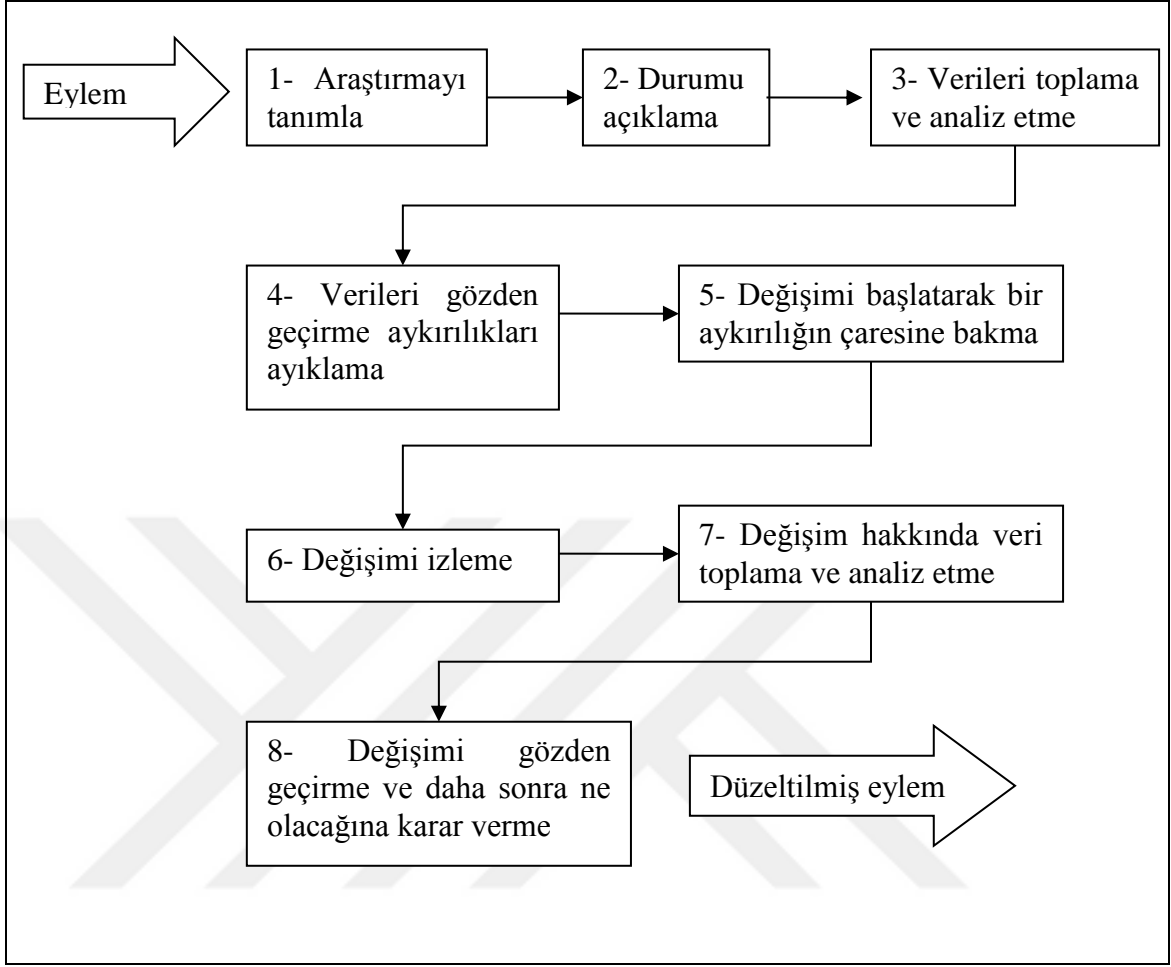 Eylem
1- Araştırmayı
tanımla
2- Durumu
açıklama
3- Verileri toplama
ve analiz etme
4- Verileri gözden
geçirme aykırılıkları
ayıklama
5- Değişimi başlatarak bir
aykırılığın çaresine bakma
6- Değişimi izleme
7- Değişim hakkında veri
toplama ve analiz etme
8- Değişimi gözden
geçirme ve daha sonra ne
olacağına karar verme
Düzeltilmiş eylem